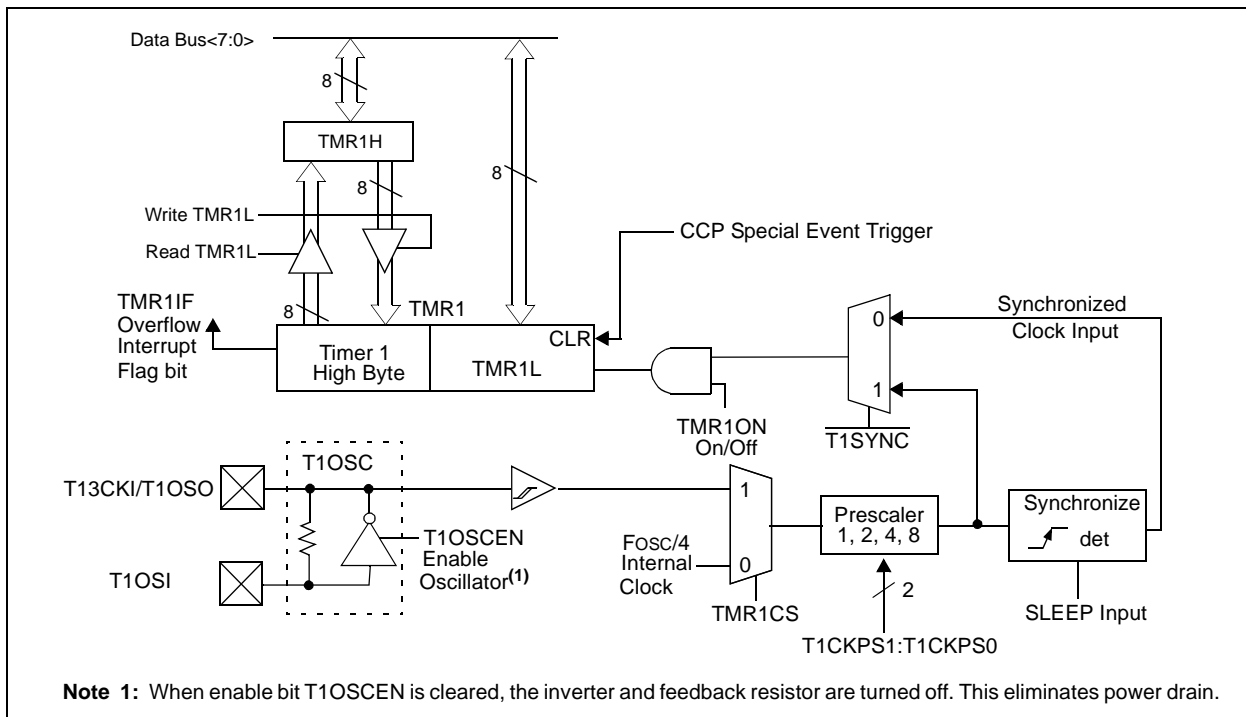 Data Bus<7:0>
8
TMR1H
8
8
Write TMR1L
CCP Special Event Trigger
Read TMR1L
TMR1IF
Overflow
Interrupt
Flag bit
8
TMR1
Synchronized
Clock Input
0
CLR
Timer 1
High Byte
TMR1L
1
TMR1ON
On/Off
T1SYNC
T1OSC
T13CKI/T1OSO
1
Prescaler
1, 2, 4, 8
Synchronize
det
T1OSCEN
Enable
Oscillator(1)
FOSC/4
Internal
Clock
0
T1OSI
2
TMR1CS
SLEEP Input
T1CKPS1:T1CKPS0
Note 1: When enable bit T1OSCEN is cleared, the inverter and feedback resistor are turned off. This eliminates power drain.